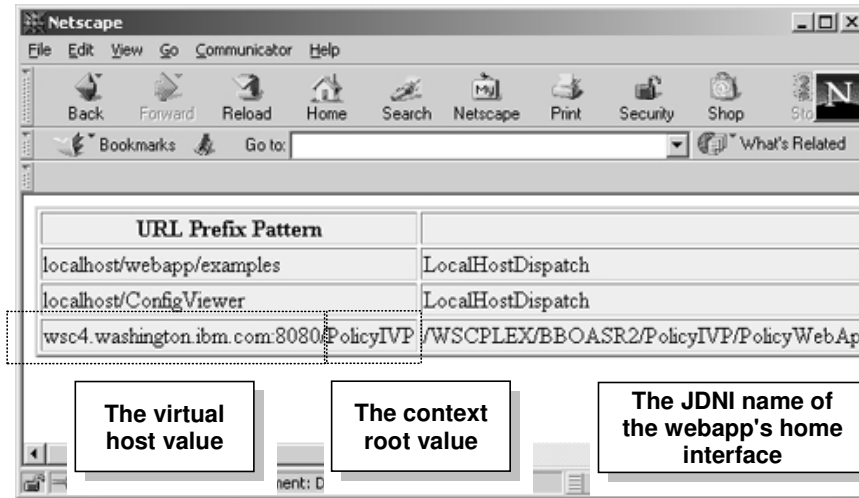 Netscape
File Edit View Go Communicator Help
Back Forward Reload Home Search Netscape Print Security Shop
My
N
Bookmarks Go to: What's Related
URL Prefix Pattern
localhost/webapp/examples LocalHostDispatch
localhost/ConfigViewer LocalHostDispatch
wsc4.washington.ibm.com:8080/PolicyIVP /WSCPLEX/BBOASR2/PolicyIVP/PolicyWebAp
The virtual
host value
The context
root value
The JDNI name of
the webapp's home
interface